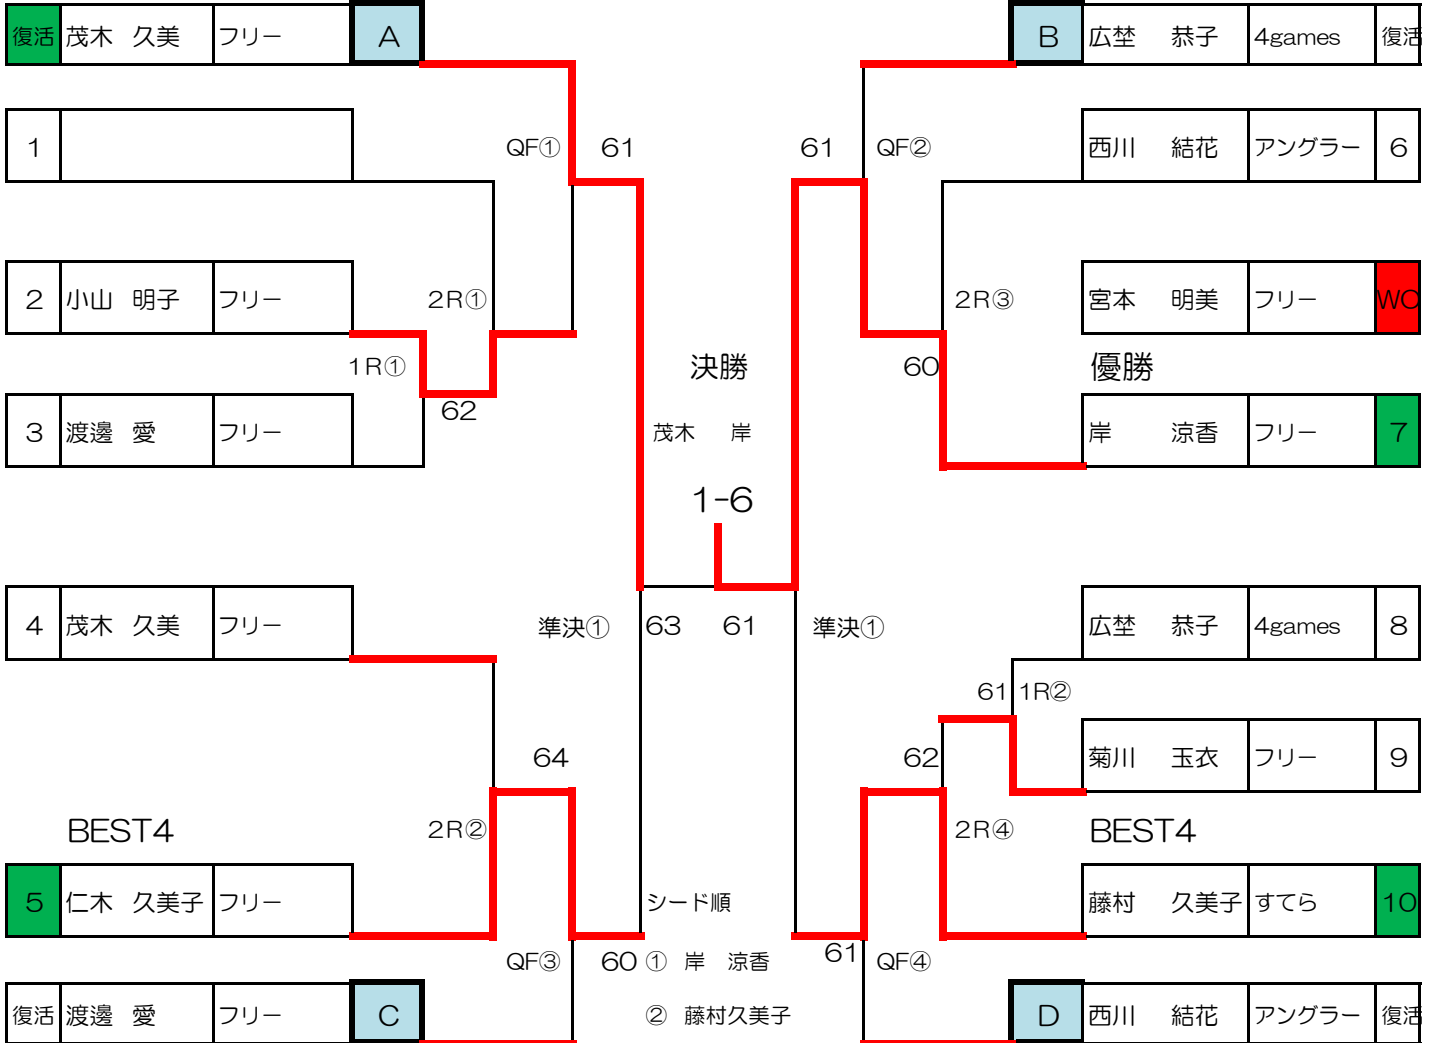 復活 茂木 久美 フリー A B 広埜 恭子 4games 復活
1 QF① 61 61 QF② 西川 結花 アングラー 6
2 小山 明子 フリー 2R① 2R③ 宮本 明美 フリー WO
1R① 決勝 60 優勝
62
3 渡邊 愛 フリー 茂木 岸 岸 涼香 フリー 7
1-6
4 茂木 久美 フリー 準決① 63 61 準決① 広埜 恭子 4games 8
61 1R②
64 62 菊川 玉衣 フリー 9
BEST4 2R② 2R④ BEST4
5 仁木 久美子 フリー シード順 藤村 久美子 すてら 10
QF③ 60 ① 岸 涼香 61 QF④
復活 渡邊 愛 フリー C ② 藤村久美子 D 西川 結花 アングラー 復活